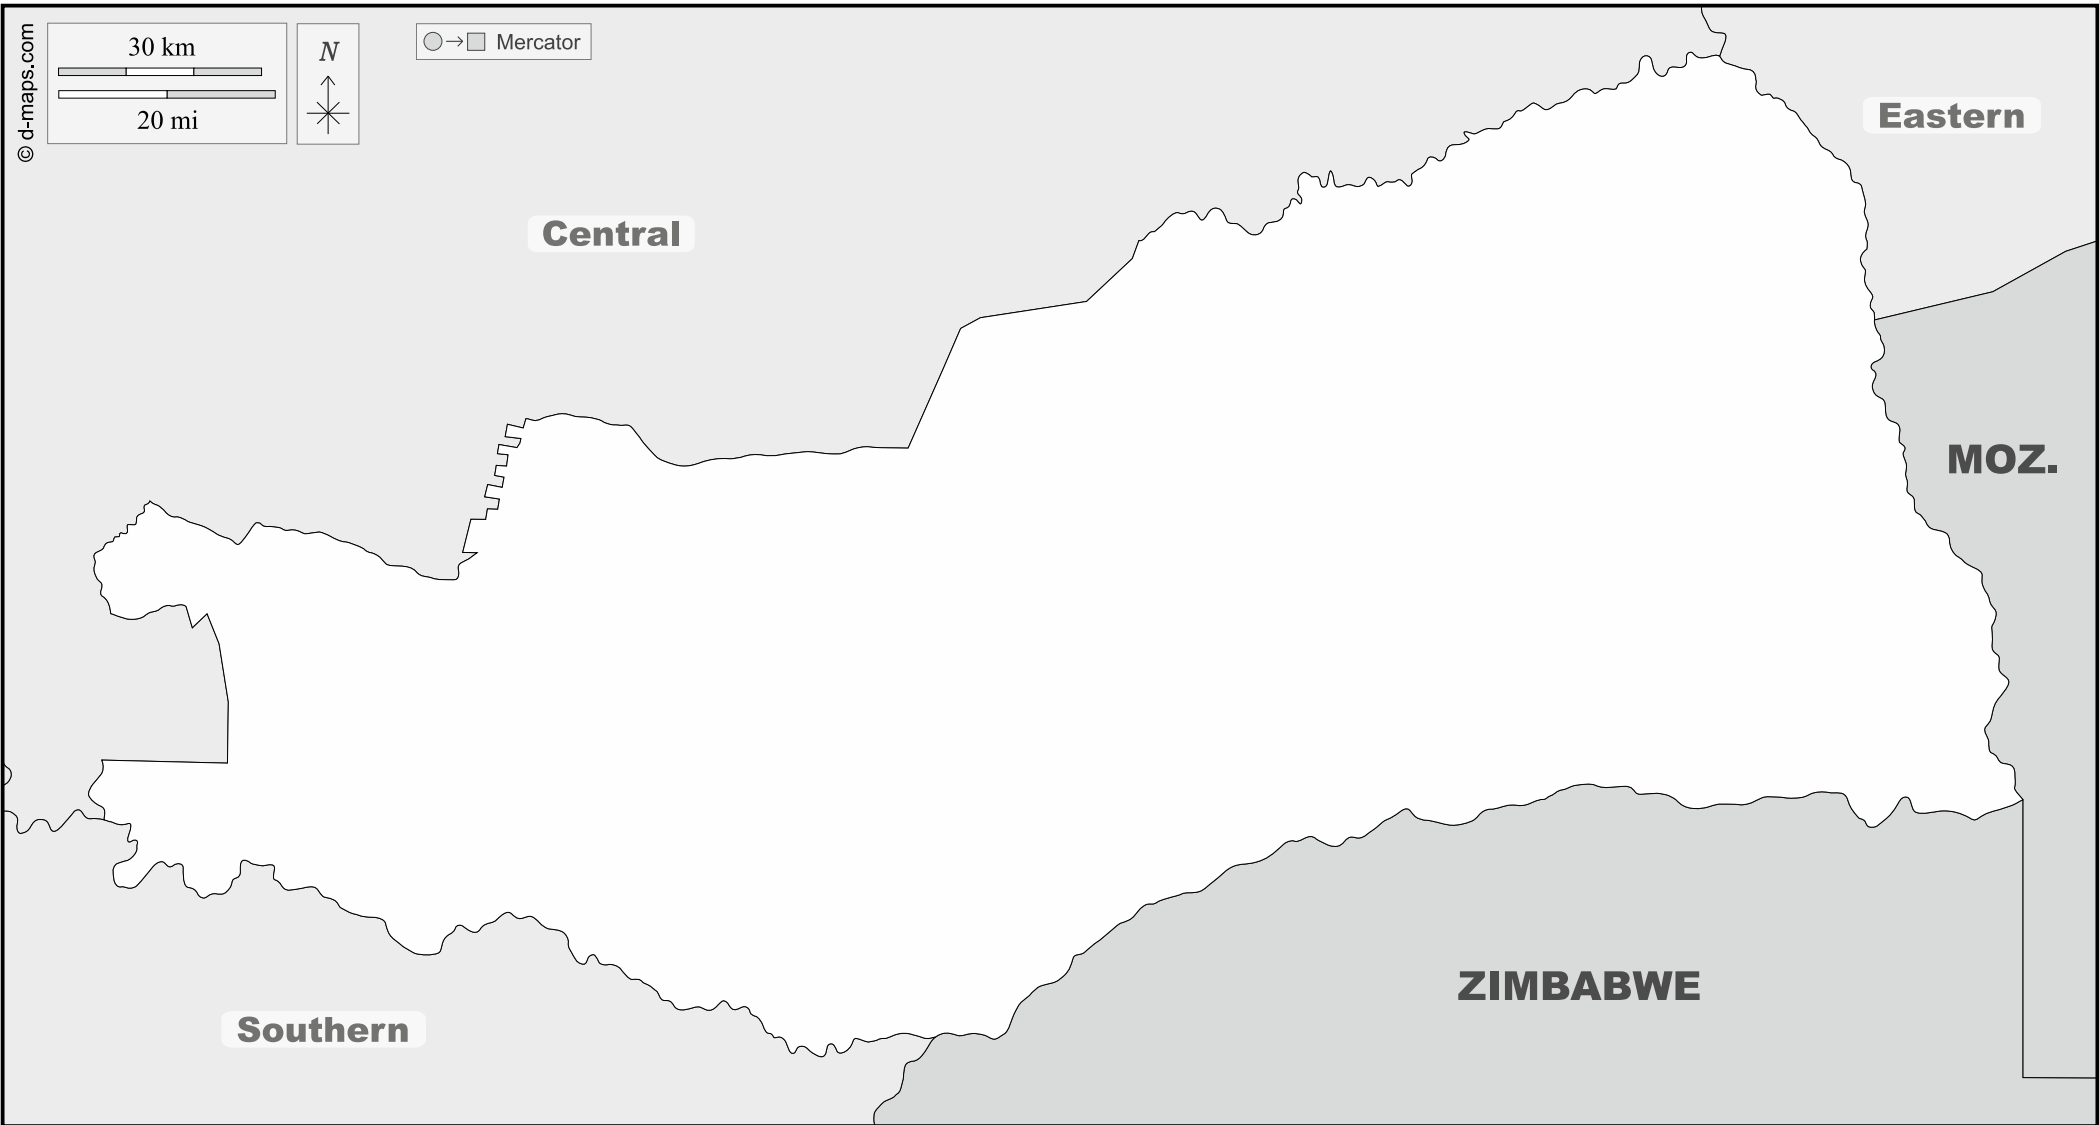 © d-maps.com
30 km
20 mi
N
Mercator
Eastern
Central
MOZ.
ZIMBABWE
Southern